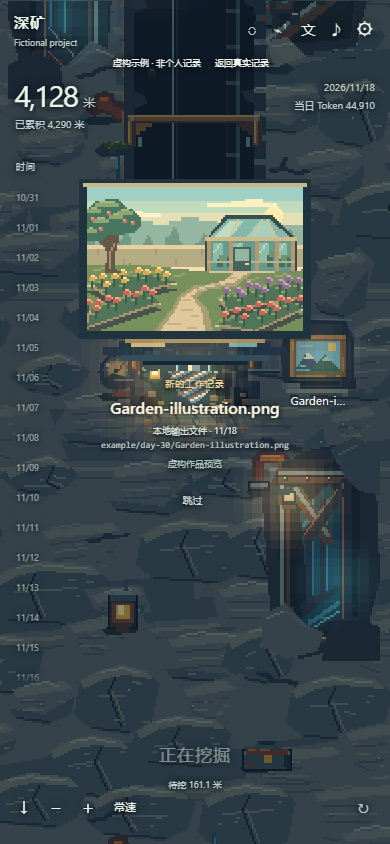 深矿
Fictional project
文
虚构示例 · 非个人记录 返回真实记录
4,128 米
已累积 4,290 米
2026/11/18
当日 Token 44,910
时间
10/31
11/01
11/02
11/03
11/04
11/05
11/06
11/07
11/08
11/09
11/10
11/11
11/12
11/13
11/14
11/15
11/16
新的工作记录
Garden-i...
Garden-illustration.png
本地输出文件 · 11/18
example/day-30/Garden-illustration.png
虚构作品预览
跳过
正在挖掘
待挖 161.1 米
常速